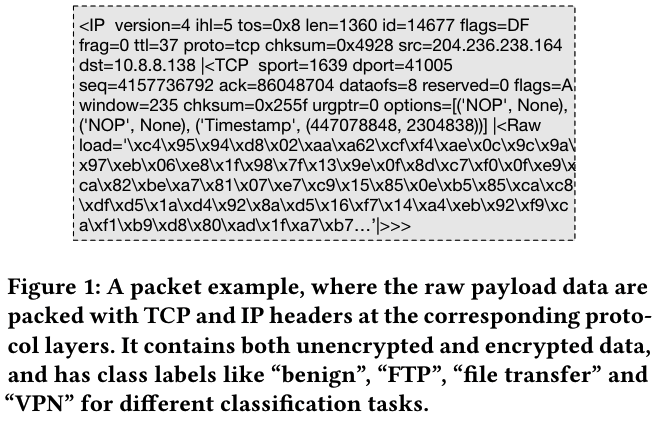 <IP  version=4 ihl=5 tos=0x8 len=1360 id=14677 flags=DF
frag=0 ttl=37 proto=tcp chksum=0x4928 src=204.236.238.164
dst=10.8.8.138 |<TCP  sport=1639 dport=41005
seq=4157736792 ack=86048704 dataofs=8 reserved=0 flags=A
window=235 chksum=0x255f urgptr=0 options=[('NOP', None),
('NOP', None), ('Timestamp', (447078848, 2304838))] |<Raw
load='\xc4\x95\x94\xd8\x02\xaa\xa62\xcf\xf4\xae\x0c\x9c\x9a\
x97\xeb\x06\xe8\x1f\x98\x7f\x13\x9e\x0f\x8d\xc7\xf0\x0f\xe9\x
ca\x82\xbe\xa7\x81\x07\xe7\xc9\x15\x85\x0e\xb5\x85\xca\xc8
\xdf\xd5\x1a\xd4\x92\x8a\xd5\x16\xf7\x14\xa4\xeb\x92\xf9\xc
a\xf1\xb9\xd8\x80\xad\x1f\xa7\xb7…'|>>>
Figure 1: A packet example, where the raw payload data are
packed with TCP and IP headers at the corresponding proto-
col layers. It contains both unencrypted and encrypted data,
and has class labels like “benign”, “FTP”, “file transfer” and
“VPN” for different classification tasks.